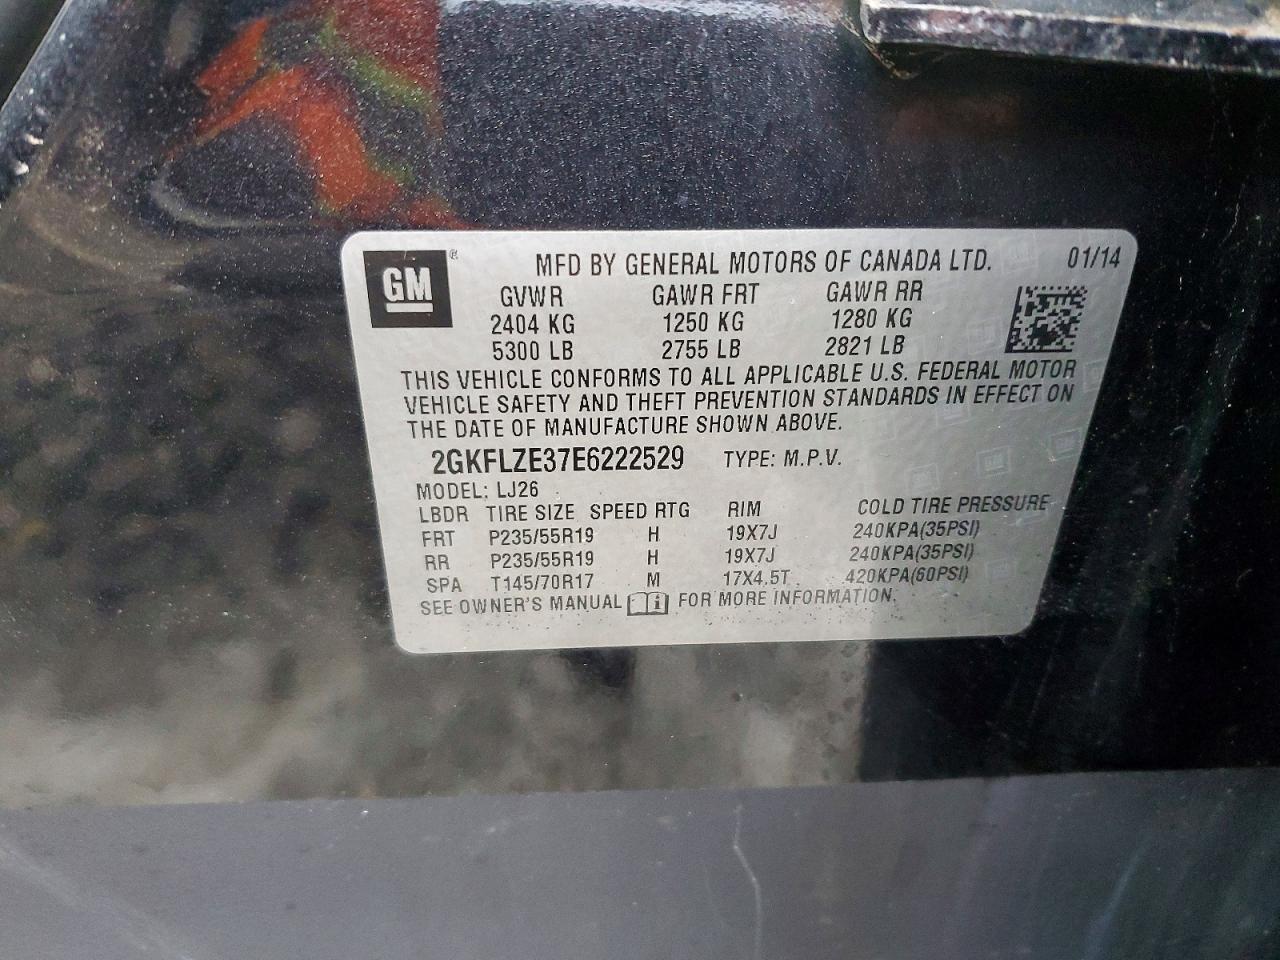 GM ® MFD BY GENERAL MOTORS OF CANADA LTD. 01/14
GVWR GAWR FRT GAWR RR
2404 KG 1250 KG 1280 KG
5300 LB 2755 LB 2821 LB
THIS VEHICLE CONFORMS TO ALL APPLICABLE U.S. FEDERAL MOTOR
VEHICLE SAFETY AND THEFT PREVENTION STANDARDS IN EFFECT ON
THE DATE OF MANUFACTURE SHOWN ABOVE.
2GKFLZE37E6222529 TYPE: M.P.V.
MODEL: LJ26
LBDR TIRE SIZE SPEED RTG RIM COLD TIRE PRESSURE
FRT P235/55R19 H 19X7J 240KPA(35PSI)
RR P235/55R19 H 19X7J 240KPA(35PSI)
SPA T145/70R17 M 17X4.5T 420KPA(60PSI)
SEE OWNER'S MANUAL FOR MORE INFORMATION.